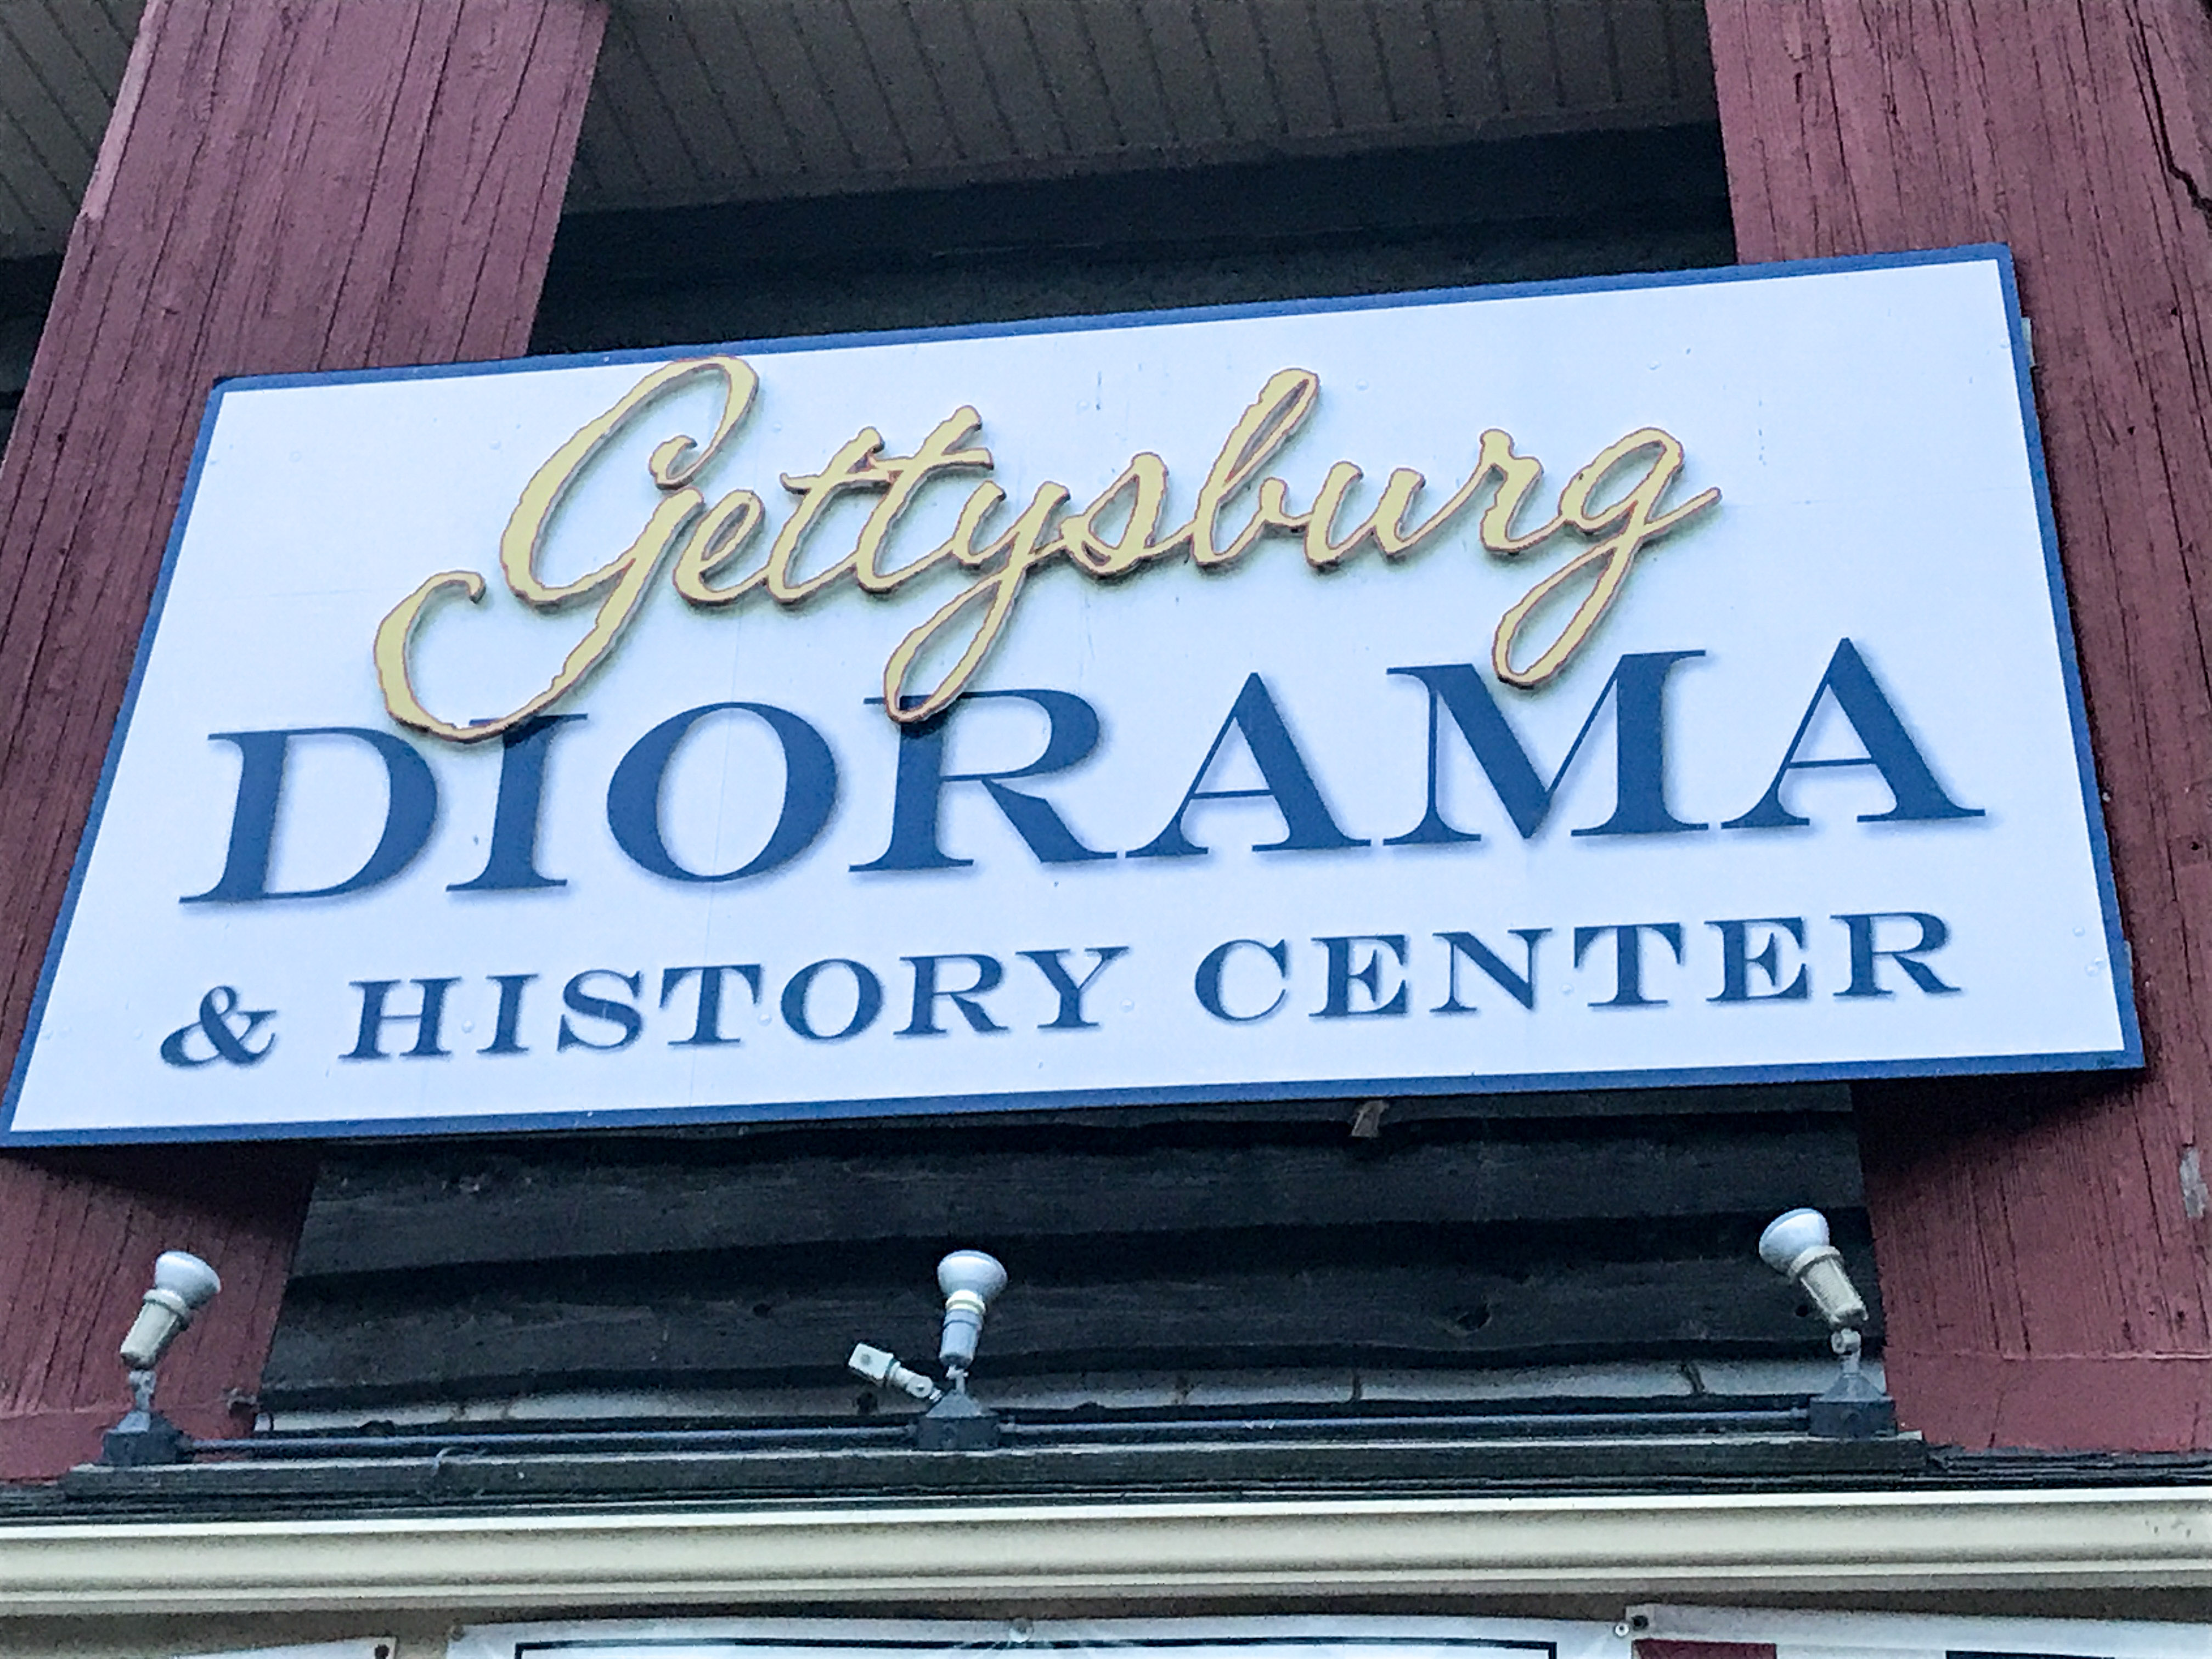 Gettysburg
DIORAMA
& HISTORY CENTER